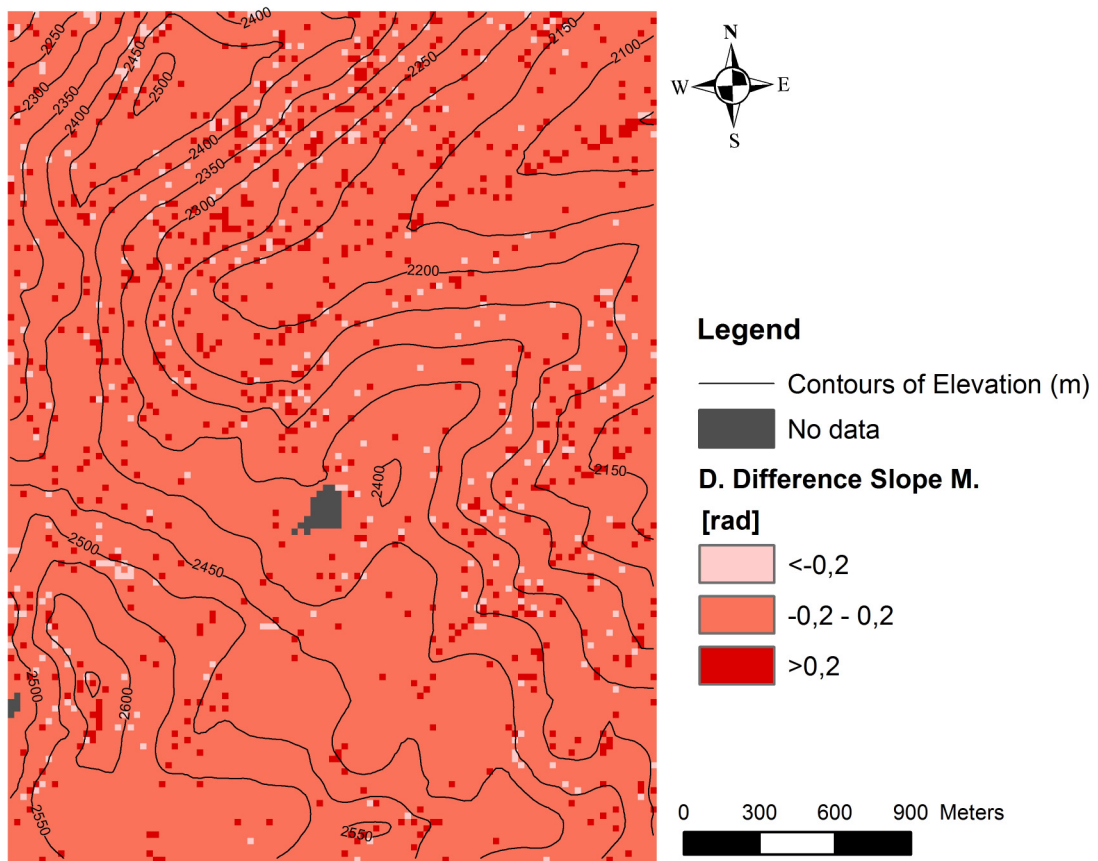 2400
2150
2250
2450
2250
2100
2500
2300
2350
2400
2400
2350
2300
2200
2400
2150
2500
2450
2500
2600
2550
2550
N
W
E
S
Legend
Contours of Elevation (m)
No data
D. Difference Slope M.
[rad]
<-0,2
-0,2 - 0,2
>0,2
0 300 600 900 Meters